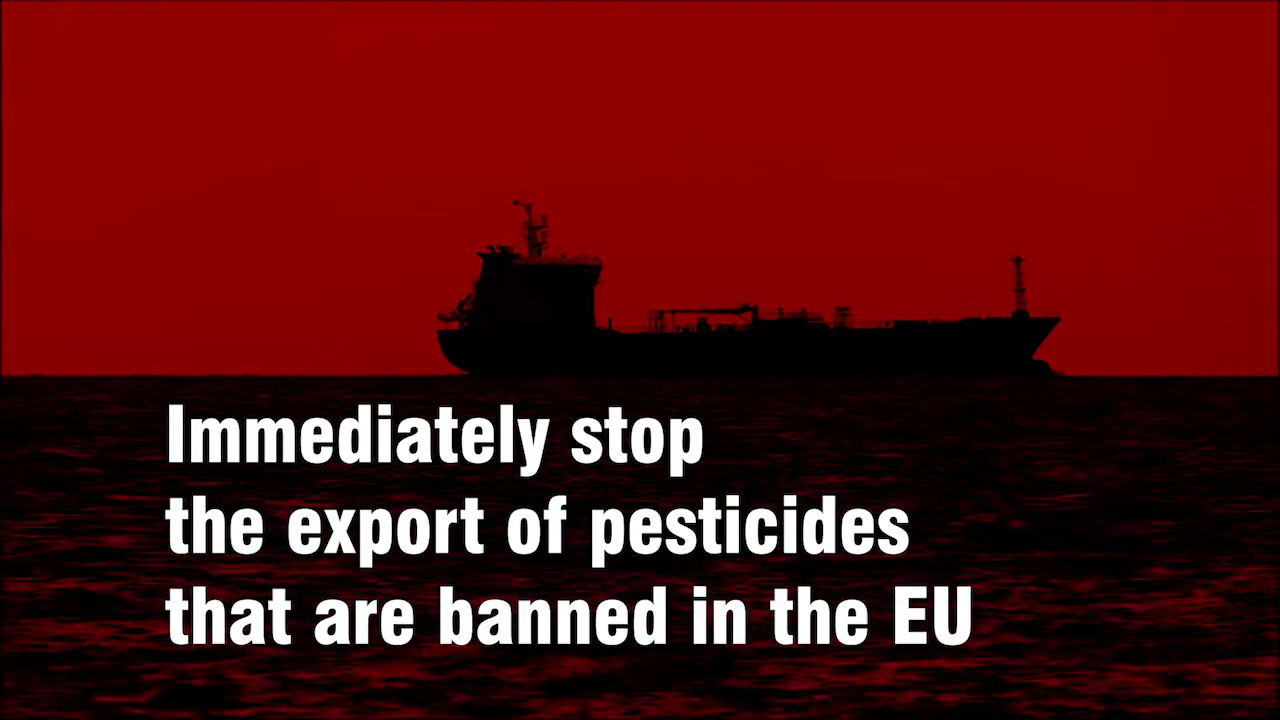 Immediately stop
the export of pesticides
that are banned in the EU